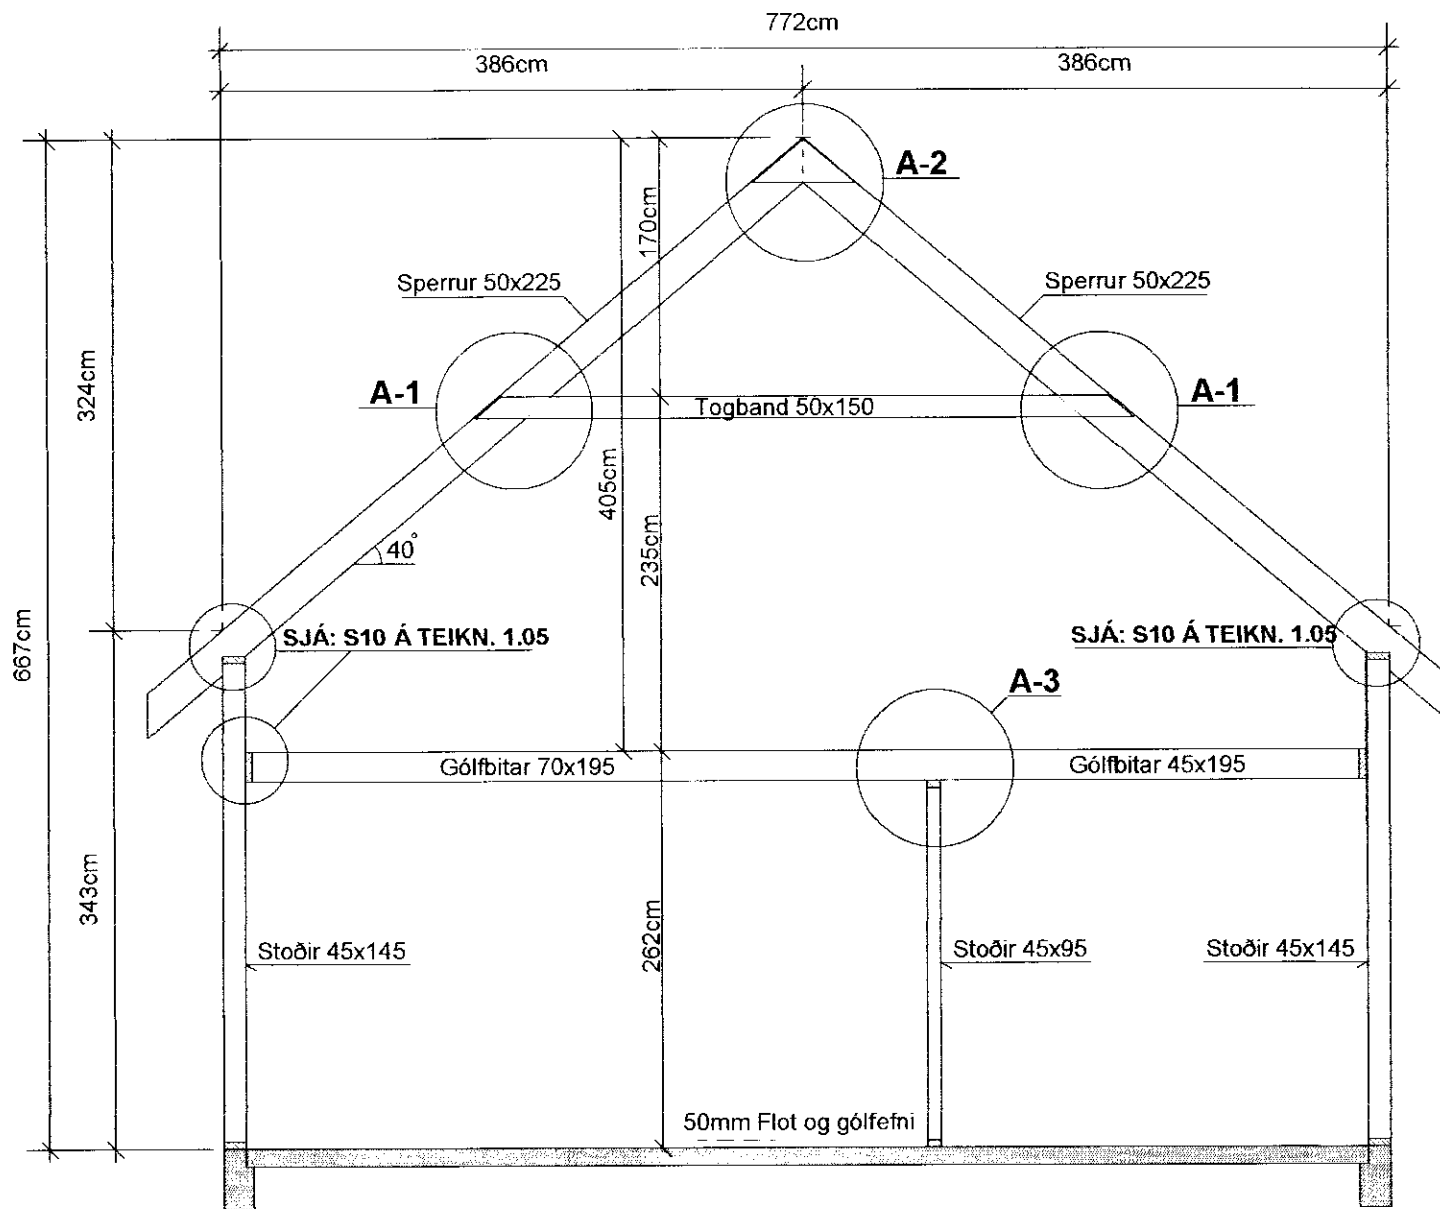 772cm
386cm
386cm
A-2
170cm
Sperrur 50x225
Sperrur 50x225
324cm
A-1
A-1
Togband 50x150
405cm
40°
235cm
667cm
SJÁ: S10 Á TEIKN. 1.05
SJÁ: S10 Á TEIKN. 1.05
A-3
Gólfbitar 70x195
Gólfbitar 45x195
343cm
262cm
Stoðir 45x145
Stoðir 45x95
Stoðir 45x145
50mm Flot og gólfefni